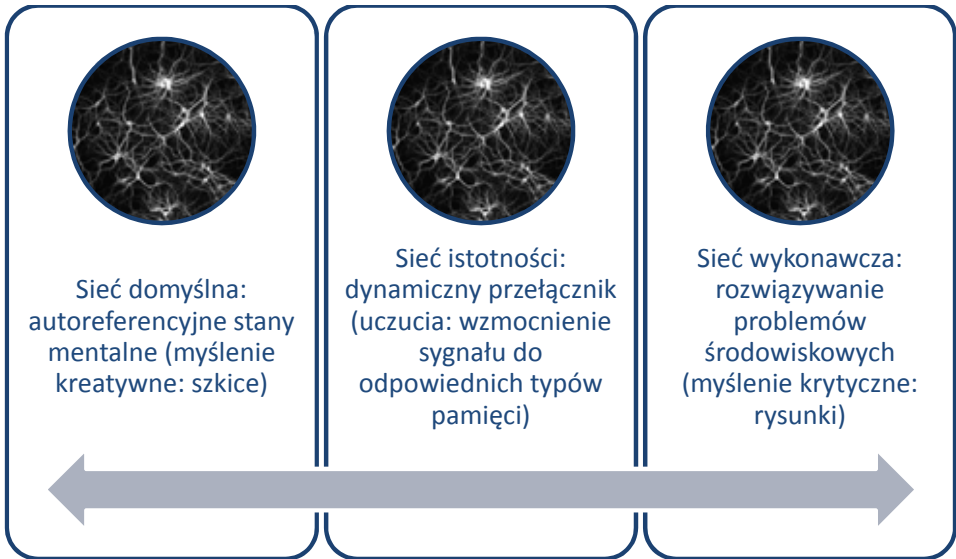 Sieć domyślna:
autoreferencyjne stany
mentalne (myślenie
kreatywne: szkice)
Sieć istotności:
dynamiczny przełącznik
(uczucia: wzmocnienie
sygnału do
odpowiednich typów
pamięci)
Sieć wykonawcza:
rozwiązywanie
problemów
środowiskowych
(myślenie krytyczne:
rysunki)